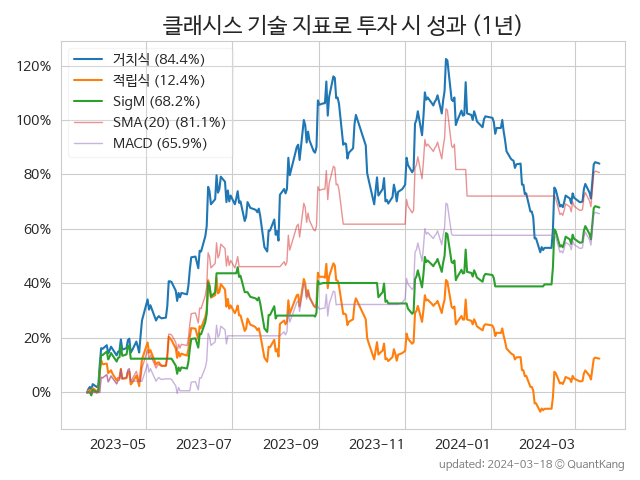 클래시스 기술 지표로 투자 시 성과 (1년)
거치식 (84.4%)
적립식 (12.4%)
SigM (68.2%)
SMA(20) (81.1%)
MACD (65.9%)
120%
100%
80%
60%
40%
20%
0%
2023-05 2023-07 2023-09 2023-11 2024-01 2024-03
updated: 2024-03-18 © QuantKang